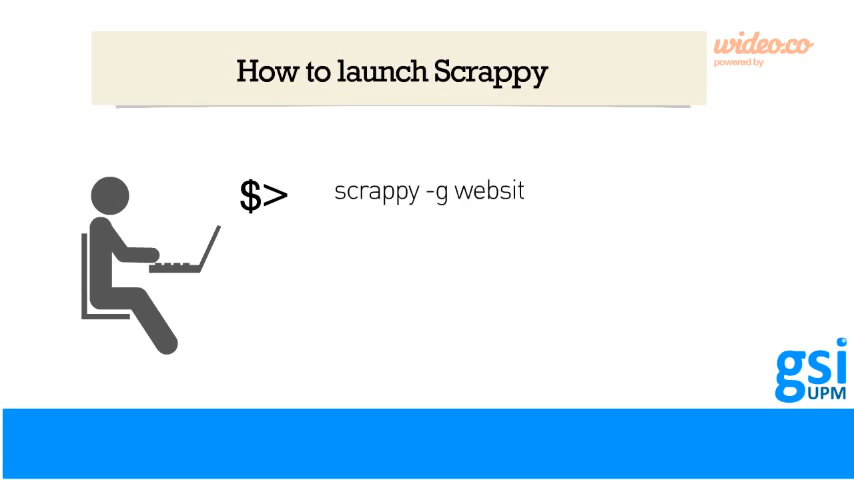 wideo.co
powered by
How to launch Scrappy
$> scrappy -g websit
gsi
UPM